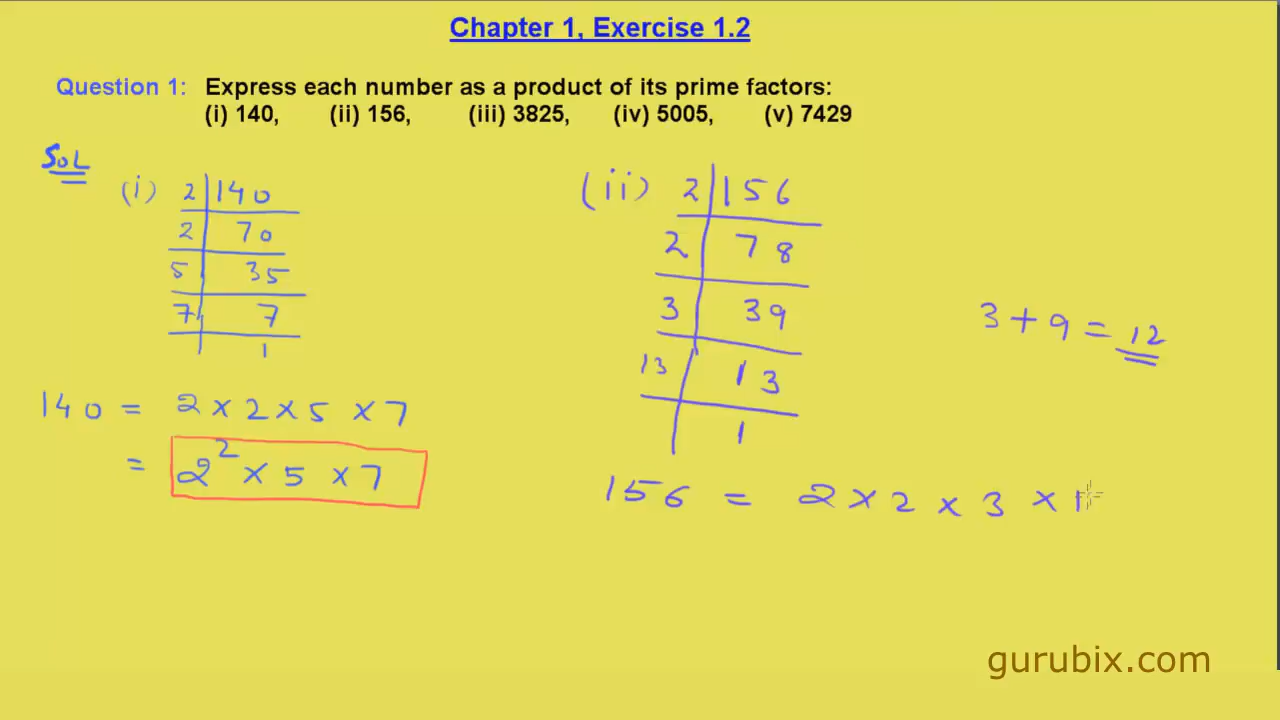 Chapter 1, Exercise 1.2
Question 1: Express each number as a product of its prime factors:
(i) 140, (ii) 156, (iii) 3825, (iv) 5005, (v) 7429
SOL
(i) 2 140
2 70
5 35
7 7
1
140 = 2 × 2 × 5 × 7
= 2² × 5 × 7
(ii) 2 156
2 78
3 39
13 13
1
3 + 9 = 12
156 = 2 × 2 × 3 × 1
gurubix.com